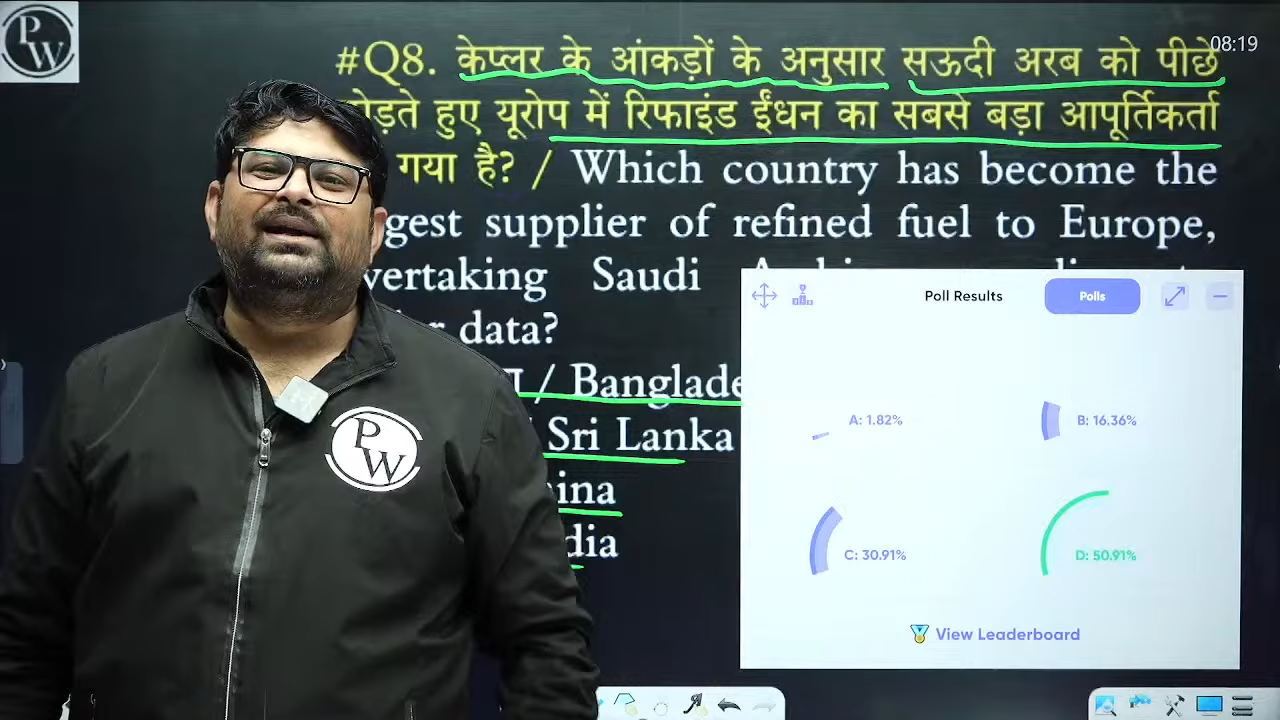 PW
08:19
#Q8. केप्लर के आंकड़ों के अनुसार सऊदी अरब को पीछे
हुए यूरोप में रिफाइंड ईंधन का सबसे बड़ा आपूर्तिकर्ता
गया है? / Which country has become the
gest supplier of refined fuel to Europe,
vertaking Saudi
data?
/ Banglade
Sri Lanka
ina
dia
PW
Poll Results
Polls
A: 1.82%
B: 16.36%
C: 30.91%
D: 50.91%
View Leaderboard